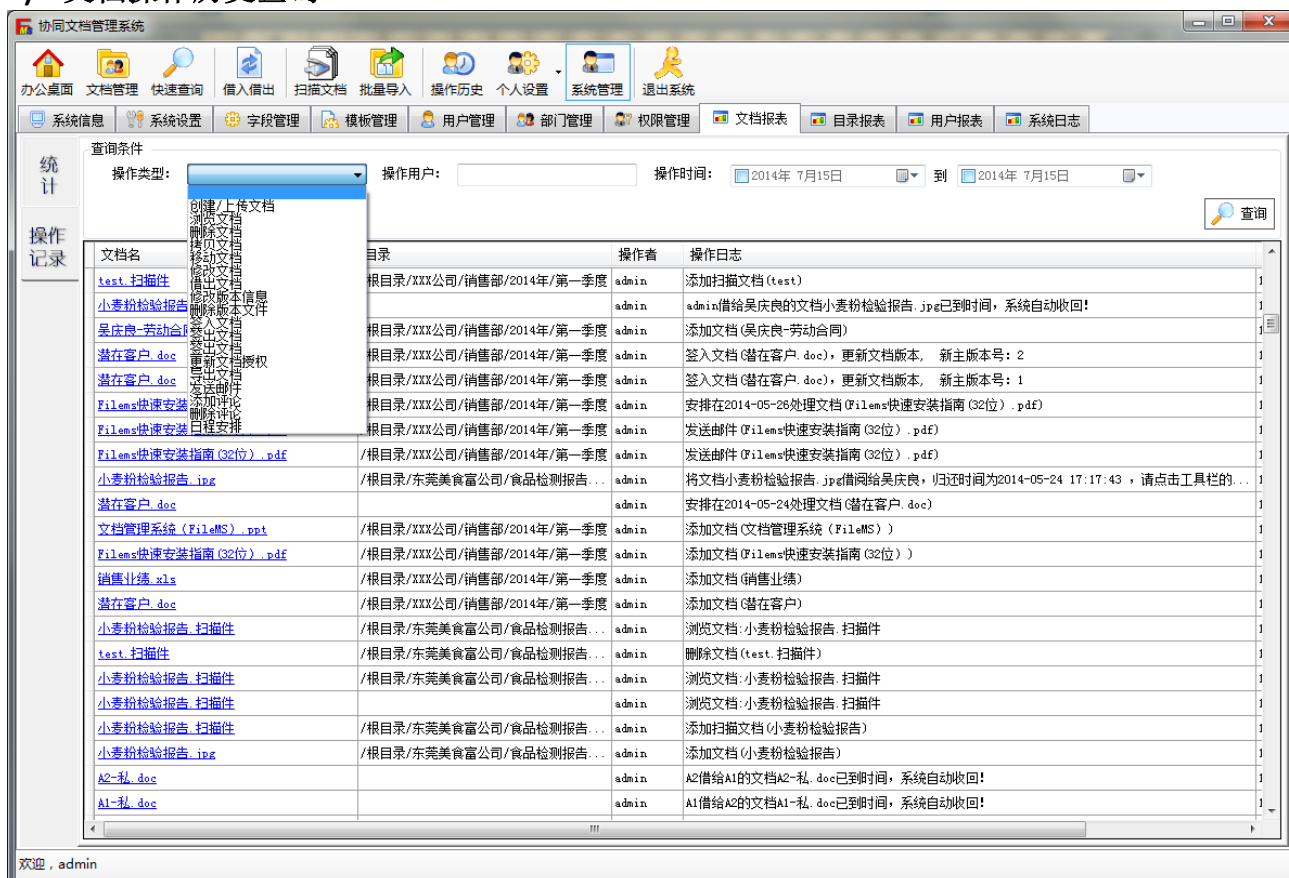 协同文档管理系统
办公桌面 文档管理 快速查询 借入借出 扫描文档 批量导入 操作历史 个人设置 系统管理 退出系统
系统信息 系统设置 字段管理 模板管理 用户管理 部门管理 权限管理 文档报表 目录报表 用户报表 系统日志
统计
操作记录
查询条件
操作类型： 操作用户： 操作时间： 2014年 7月15日 到 2014年 7月15日
查询
创建/上传文档
浏览文档
删除文档
拷贝文档
移动文档
修改文档
借出文档
修改版本信息
删除版本文件
签入文档
签出文档
签出文档
更新文档授权
导出文档
发送邮件
添加评论
删除评论
日程安排
文档名 目录 操作者 操作日志
test.扫描件 根目录/XXX公司/销售部/2014年/第一季度 admin 添加扫描文档(test)
小麦粉检验报告 admin admin借给吴庆良的文档小麦粉检验报告.jpg已到时间，系统自动收回！
吴庆良-劳动合同 根目录/XXX公司/销售部/2014年/第一季度 admin 添加文档(吴庆良-劳动合同)
潜在客户.doc 根目录/XXX公司/销售部/2014年/第一季度 admin 签入文档(潜在客户.doc)，更新文档版本， 新主版本号：2
潜在客户.doc 根目录/XXX公司/销售部/2014年/第一季度 admin 签入文档(潜在客户.doc)，更新文档版本， 新主版本号：1
Filems快速安装 根目录/XXX公司/销售部/2014年/第一季度 admin 安排在2014-05-26处理文档(Filems快速安装指南(32位）.pdf)
Filems快速安装指南(32位）.pdf 根目录/XXX公司/销售部/2014年/第一季度 admin 发送邮件(Filems快速安装指南(32位）.pdf)
Filems快速安装指南(32位）.pdf /根目录/XXX公司/销售部/2014年/第一季度 admin 发送邮件(Filems快速安装指南(32位）.pdf)
小麦粉检验报告.jpg /根目录/东莞美食富公司/食品检测报告... admin 将文档小麦粉检验报告.jpg借阅给吴庆良，归还时间为2014-05-24 17:17:43 ，请点击工具栏的...
潜在客户.doc admin 安排在2014-05-24处理文档(潜在客户.doc)
文档管理系统（FileMS）.ppt /根目录/XXX公司/销售部/2014年/第一季度 admin 添加文档(文档管理系统（FileMS）)
Filems快速安装指南(32位）.pdf /根目录/XXX公司/销售部/2014年/第一季度 admin 添加文档(Filems快速安装指南(32位）)
销售业绩.xls /根目录/XXX公司/销售部/2014年/第一季度 admin 添加文档(销售业绩)
潜在客户.doc /根目录/XXX公司/销售部/2014年/第一季度 admin 添加文档(潜在客户)
小麦粉检验报告.扫描件 /根目录/东莞美食富公司/食品检测报告... admin 浏览文档:小麦粉检验报告.扫描件
test.扫描件 /根目录/东莞美食富公司/食品检测报告... admin 删除文档(test.扫描件)
小麦粉检验报告.扫描件 /根目录/东莞美食富公司/食品检测报告... admin 浏览文档:小麦粉检验报告.扫描件
小麦粉检验报告.扫描件 admin 浏览文档:小麦粉检验报告.扫描件
小麦粉检验报告.扫描件 /根目录/东莞美食富公司/食品检测报告... admin 添加扫描文档(小麦粉检验报告)
小麦粉检验报告.jpg /根目录/东莞美食富公司/食品检测报告... admin 添加文档(小麦粉检验报告)
A2-私.doc admin A2借给A1的文档A2-私.doc已到时间，系统自动收回！
A1-私.doc admin A1借给A2的文档A1-私.doc已到时间，系统自动收回！
欢迎，admin